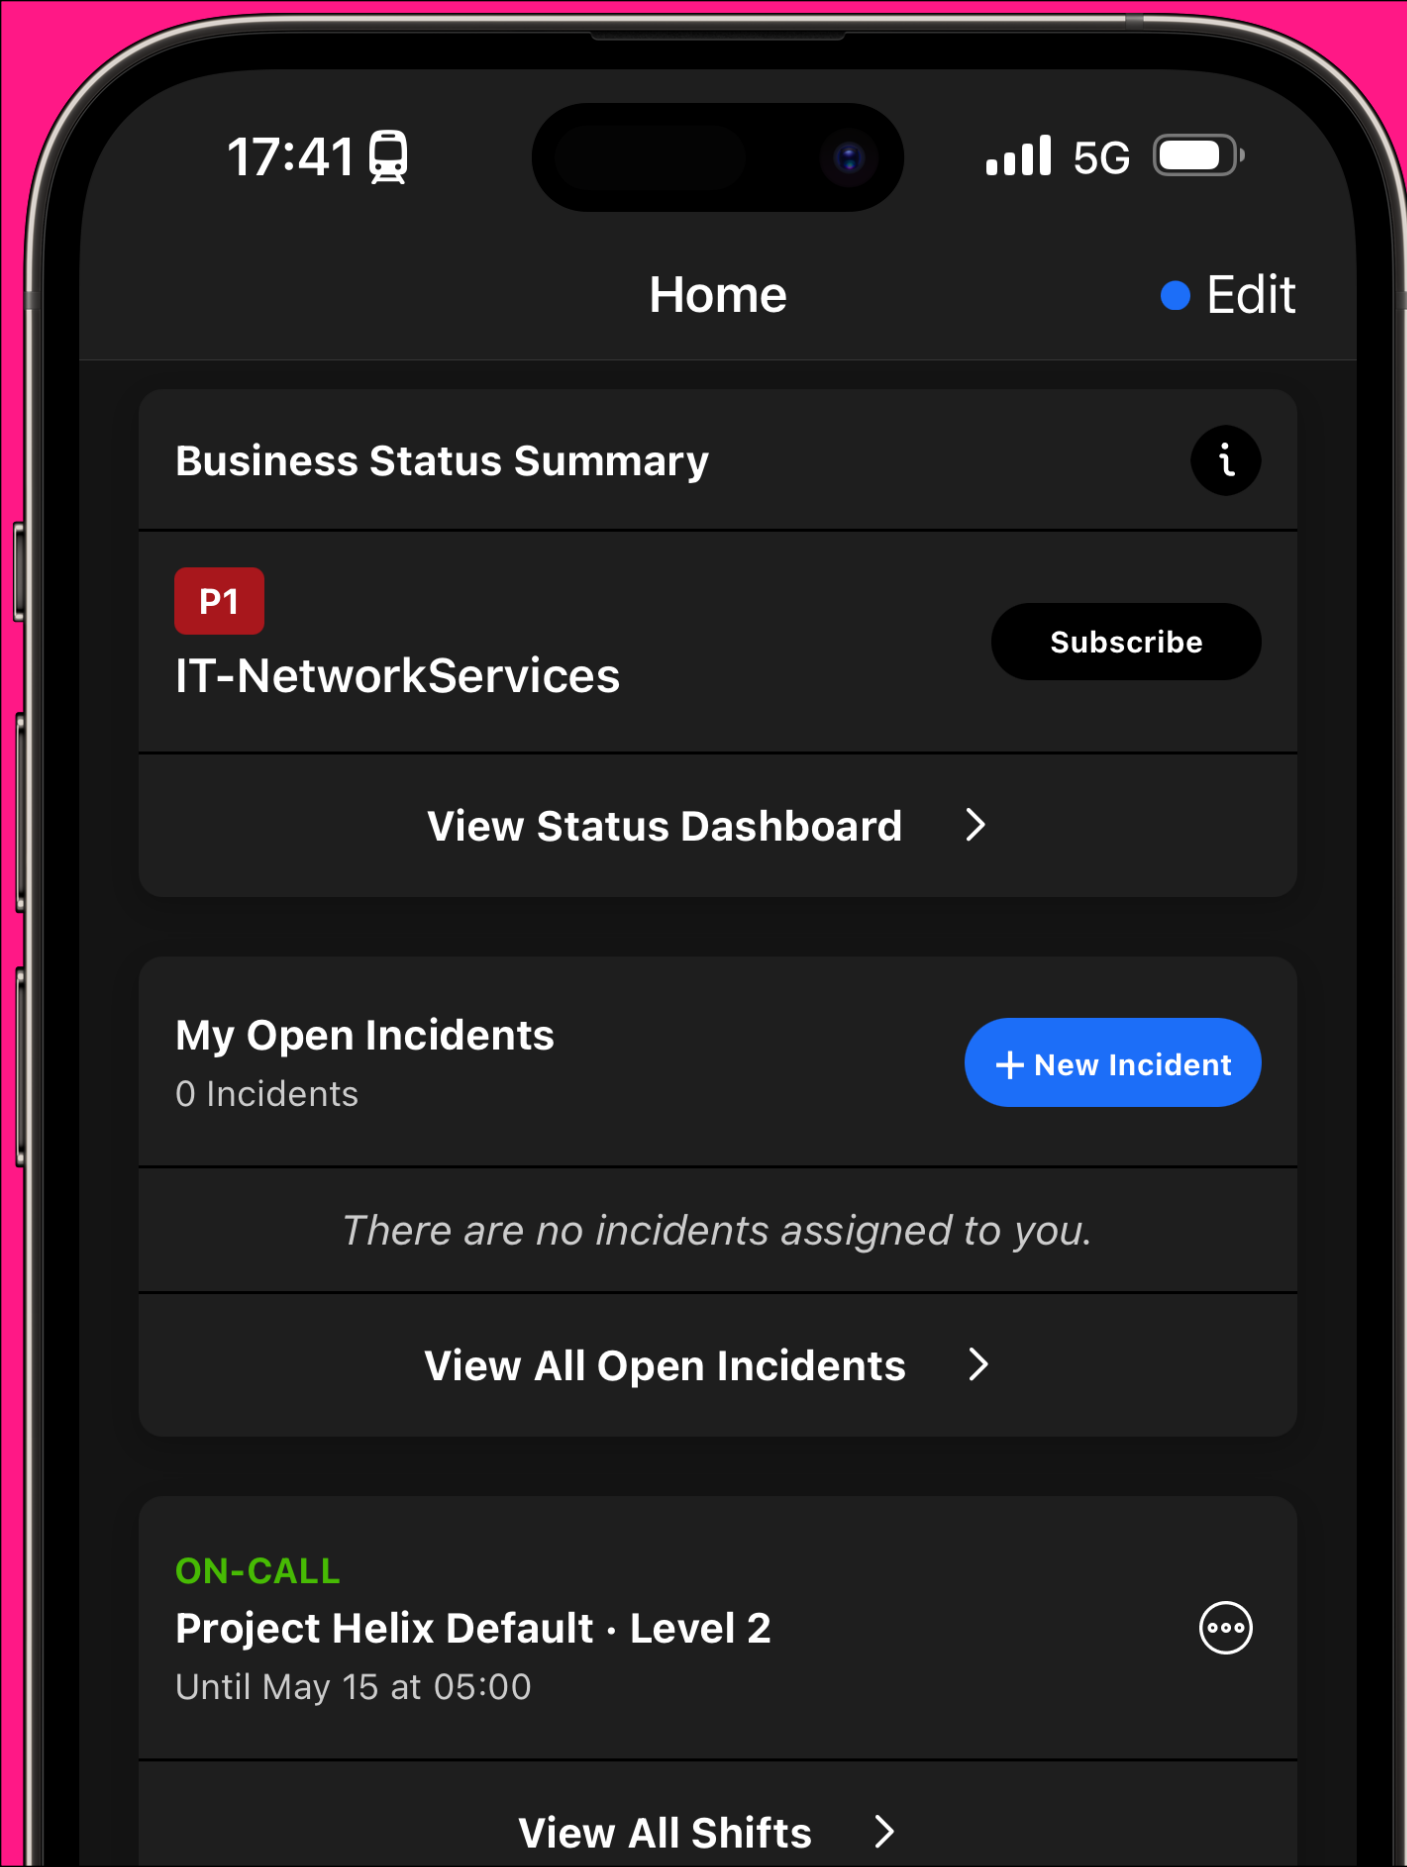 17:41
5G
Home
Edit
Business Status Summary
P1
IT-NetworkServices
Subscribe
View Status Dashboard
My Open Incidents
0 Incidents
+ New Incident
There are no incidents assigned to you.
View All Open Incidents
ON-CALL
Project Helix Default · Level 2
Until May 15 at 05:00
View All Shifts